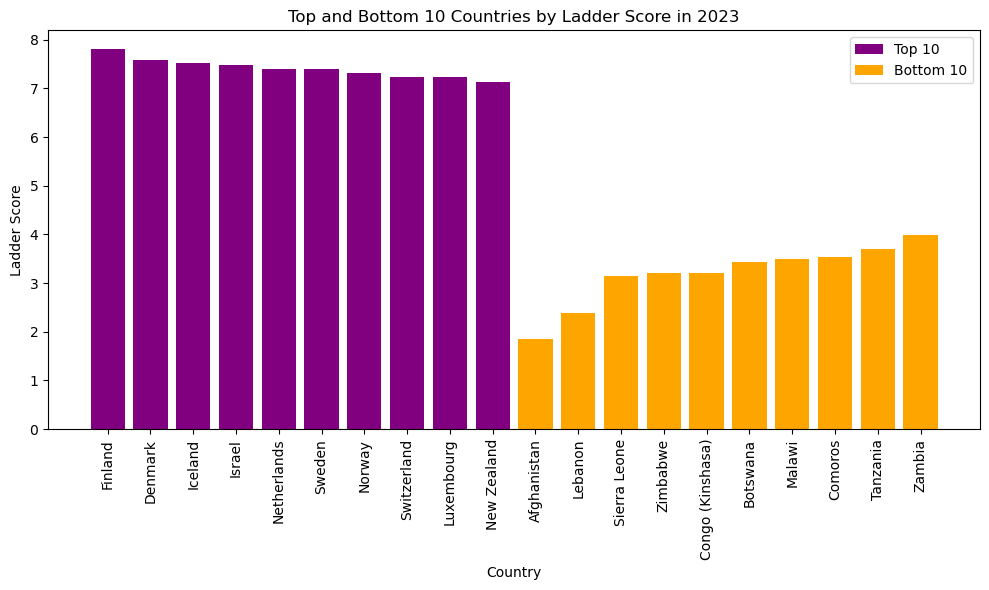 Top and Bottom 10 Countries by Ladder Score in 2023
Top 10
Bottom 10
Ladder Score
8
7
6
5
4
3
2
1
0
Finland
Denmark
Iceland
Israel
Netherlands
Sweden
Norway
Switzerland
Luxembourg
New Zealand
Afghanistan
Lebanon
Sierra Leone
Zimbabwe
Congo (Kinshasa)
Botswana
Malawi
Comoros
Tanzania
Zambia
Country